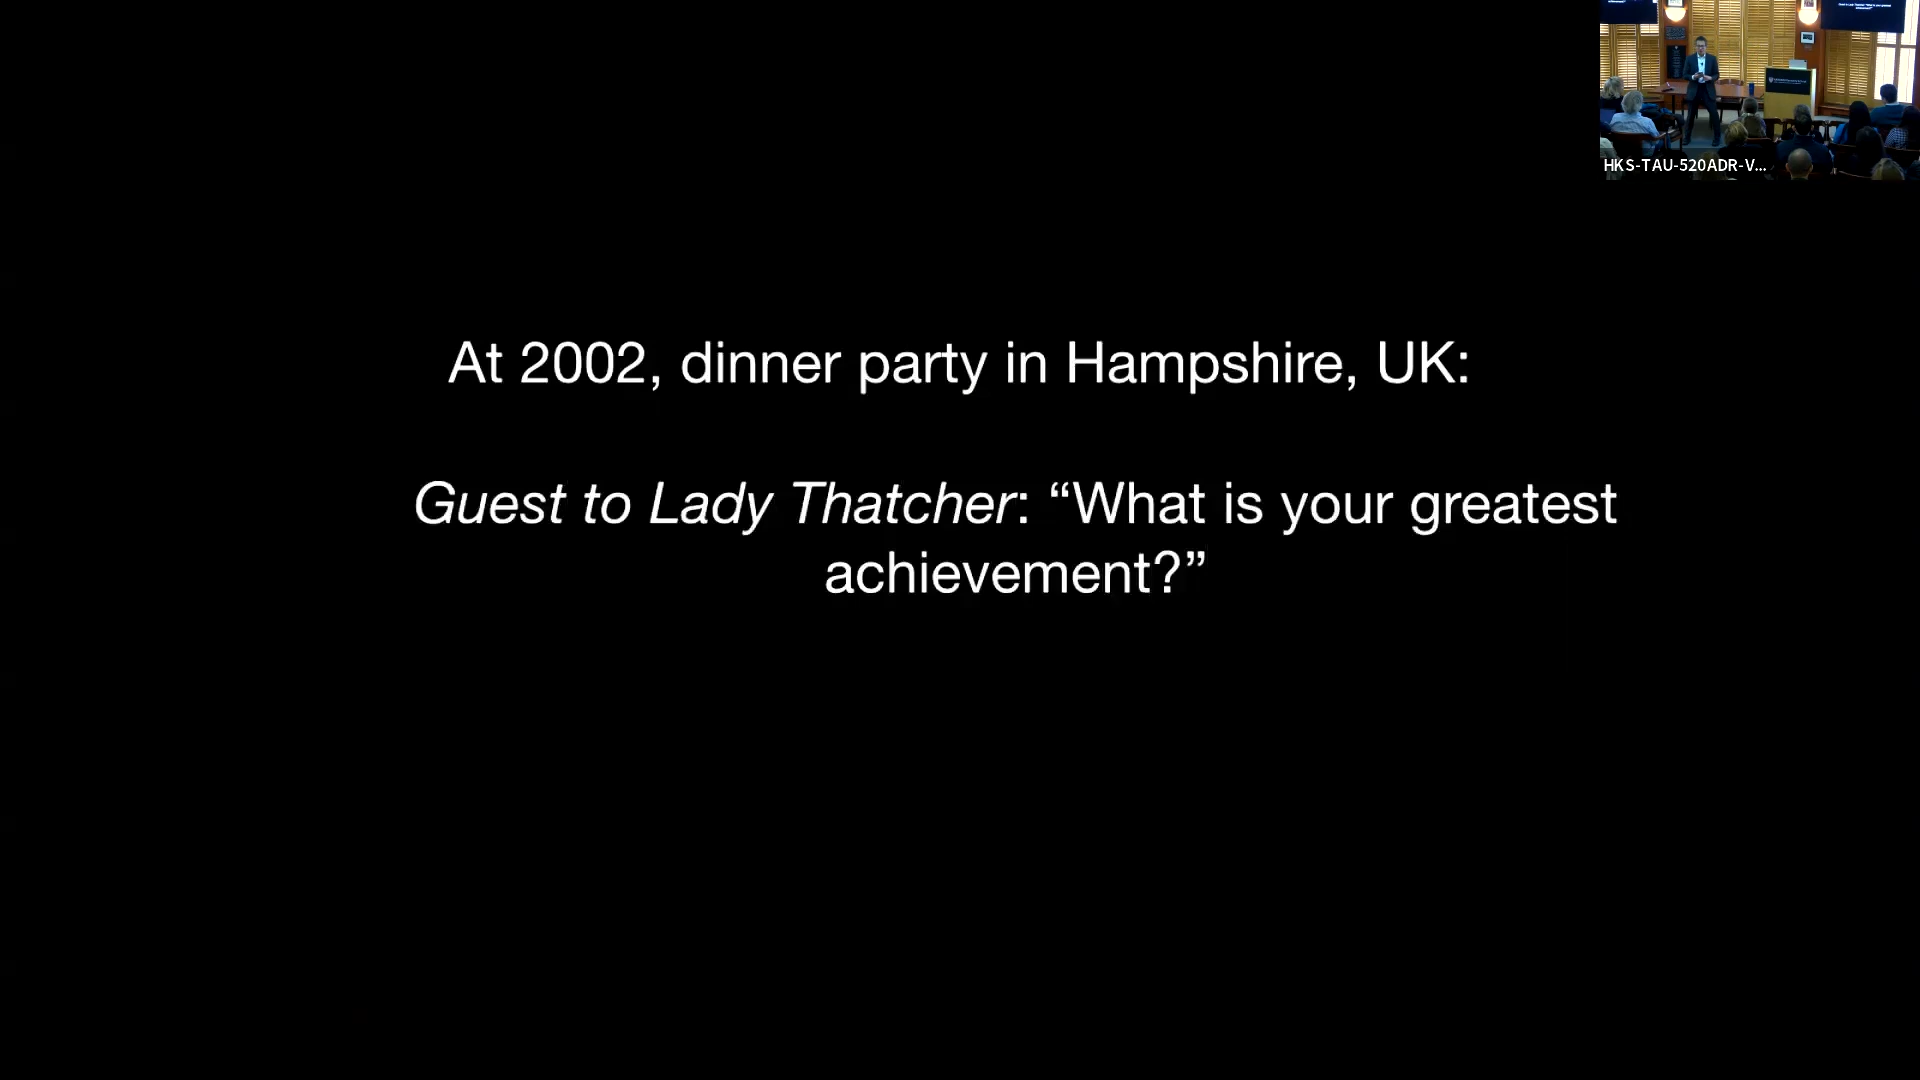 At 2002, dinner party in Hampshire, UK:
Guest to Lady Thatcher: “What is your greatest
achievement?”
HKS-TAU-520ADR-V...